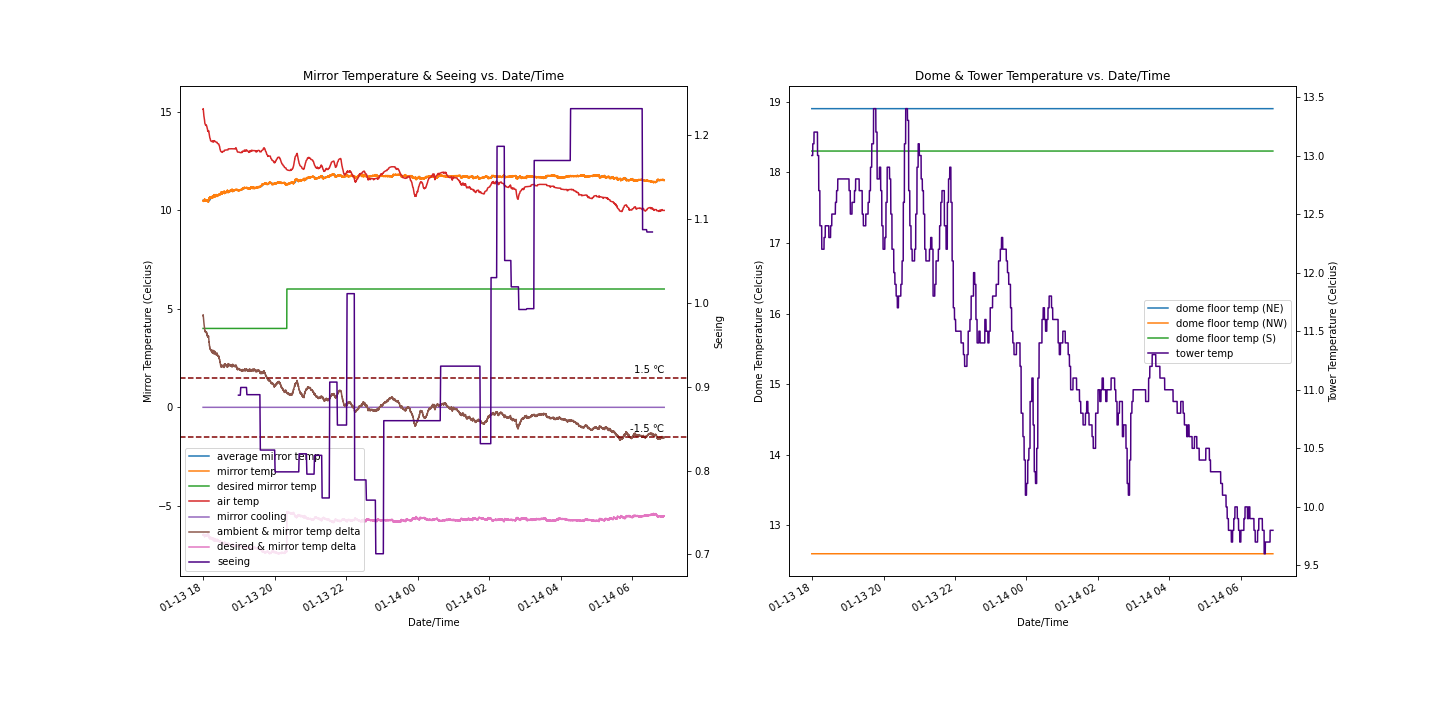 Mirror Temperature & Seeing vs. Date/Time
Mirror Temperature (Celcius)
15
10
5
0
−5
1.2
1.1
1.0
0.9
0.8
0.7
Seeing
1.5 °C
-1.5 °C
average mirror temp
mirror temp
desired mirror temp
air temp
mirror cooling
ambient & mirror temp delta
desired & mirror temp delta
seeing
01-13 18
01-13 20
01-13 22
01-14 00
01-14 02
01-14 04
01-14 06
Date/Time
Dome & Tower Temperature vs. Date/Time
Dome Temperature (Celcius)
19
18
17
16
15
14
13
13.5
13.0
12.5
12.0
11.5
11.0
10.5
10.0
9.5
Tower Temperature (Celcius)
dome floor temp (NE)
dome floor temp (NW)
dome floor temp (S)
tower temp
01-13 18
01-13 20
01-13 22
01-14 00
01-14 02
01-14 04
01-14 06
Date/Time